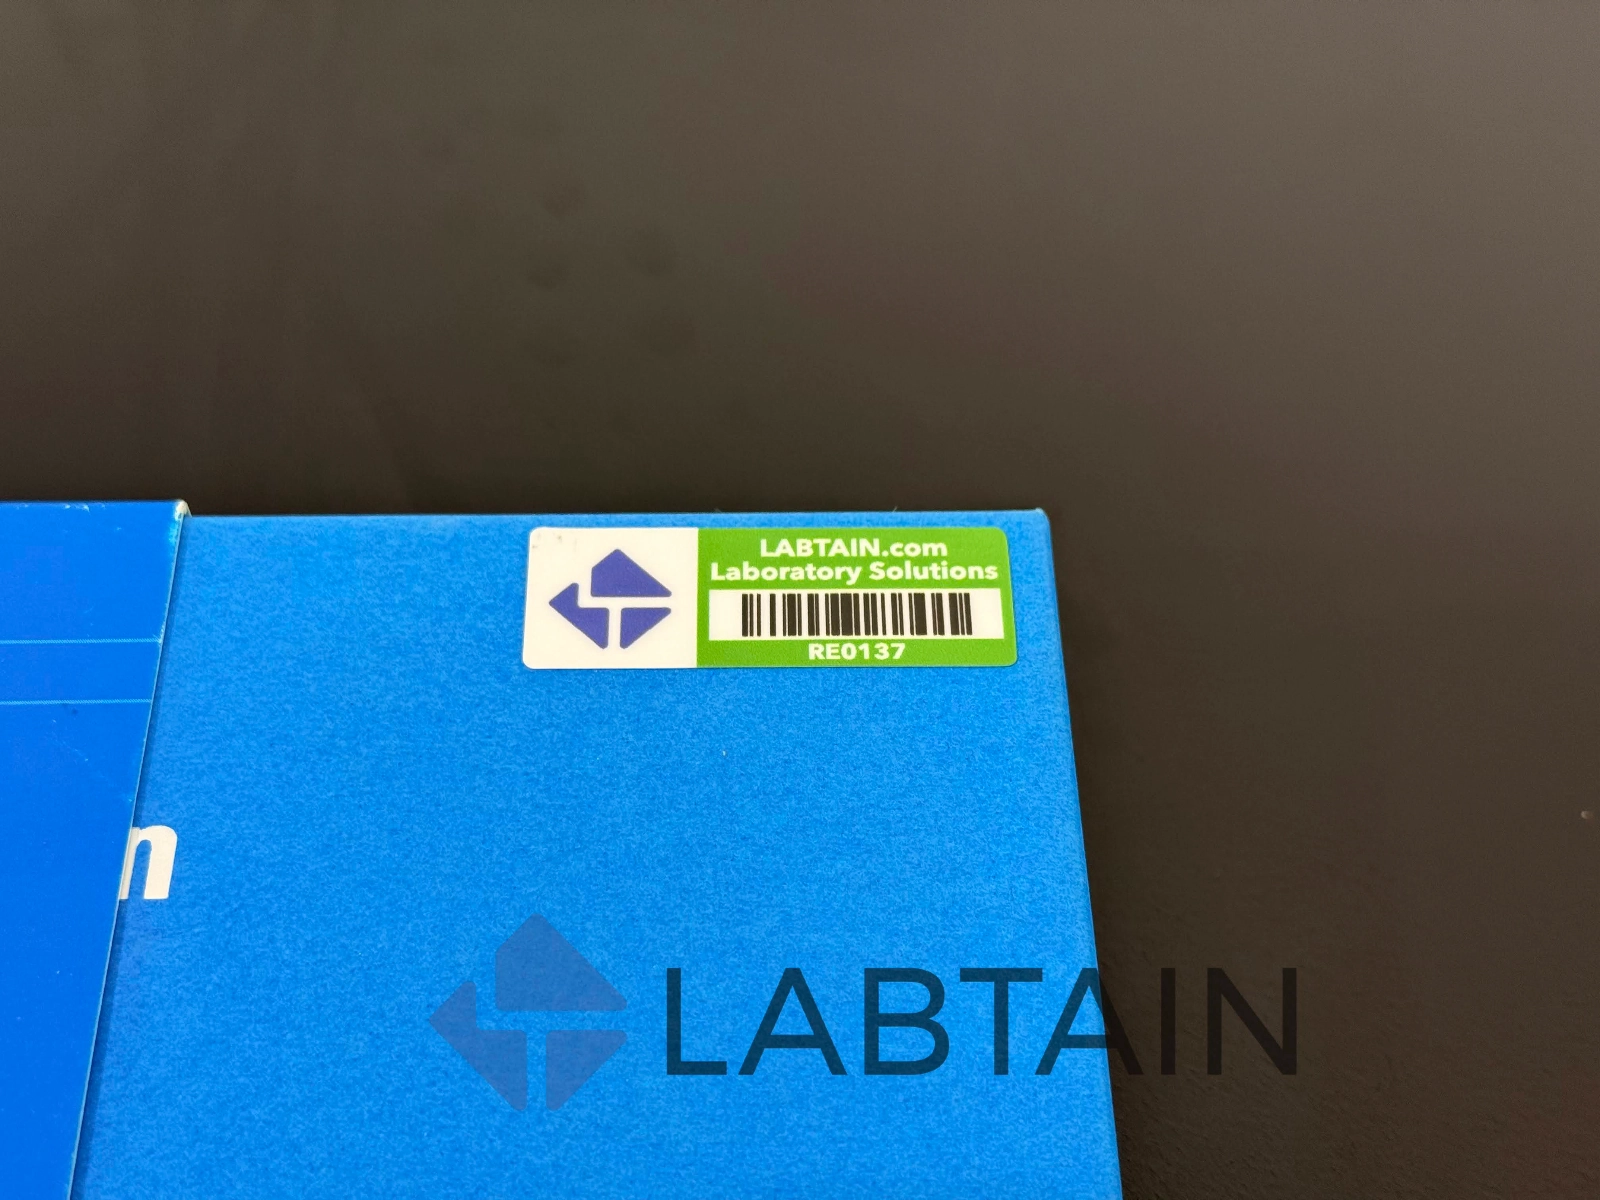 LABTAIN.com
Laboratory Solutions
RE0137
n
LABTAIN